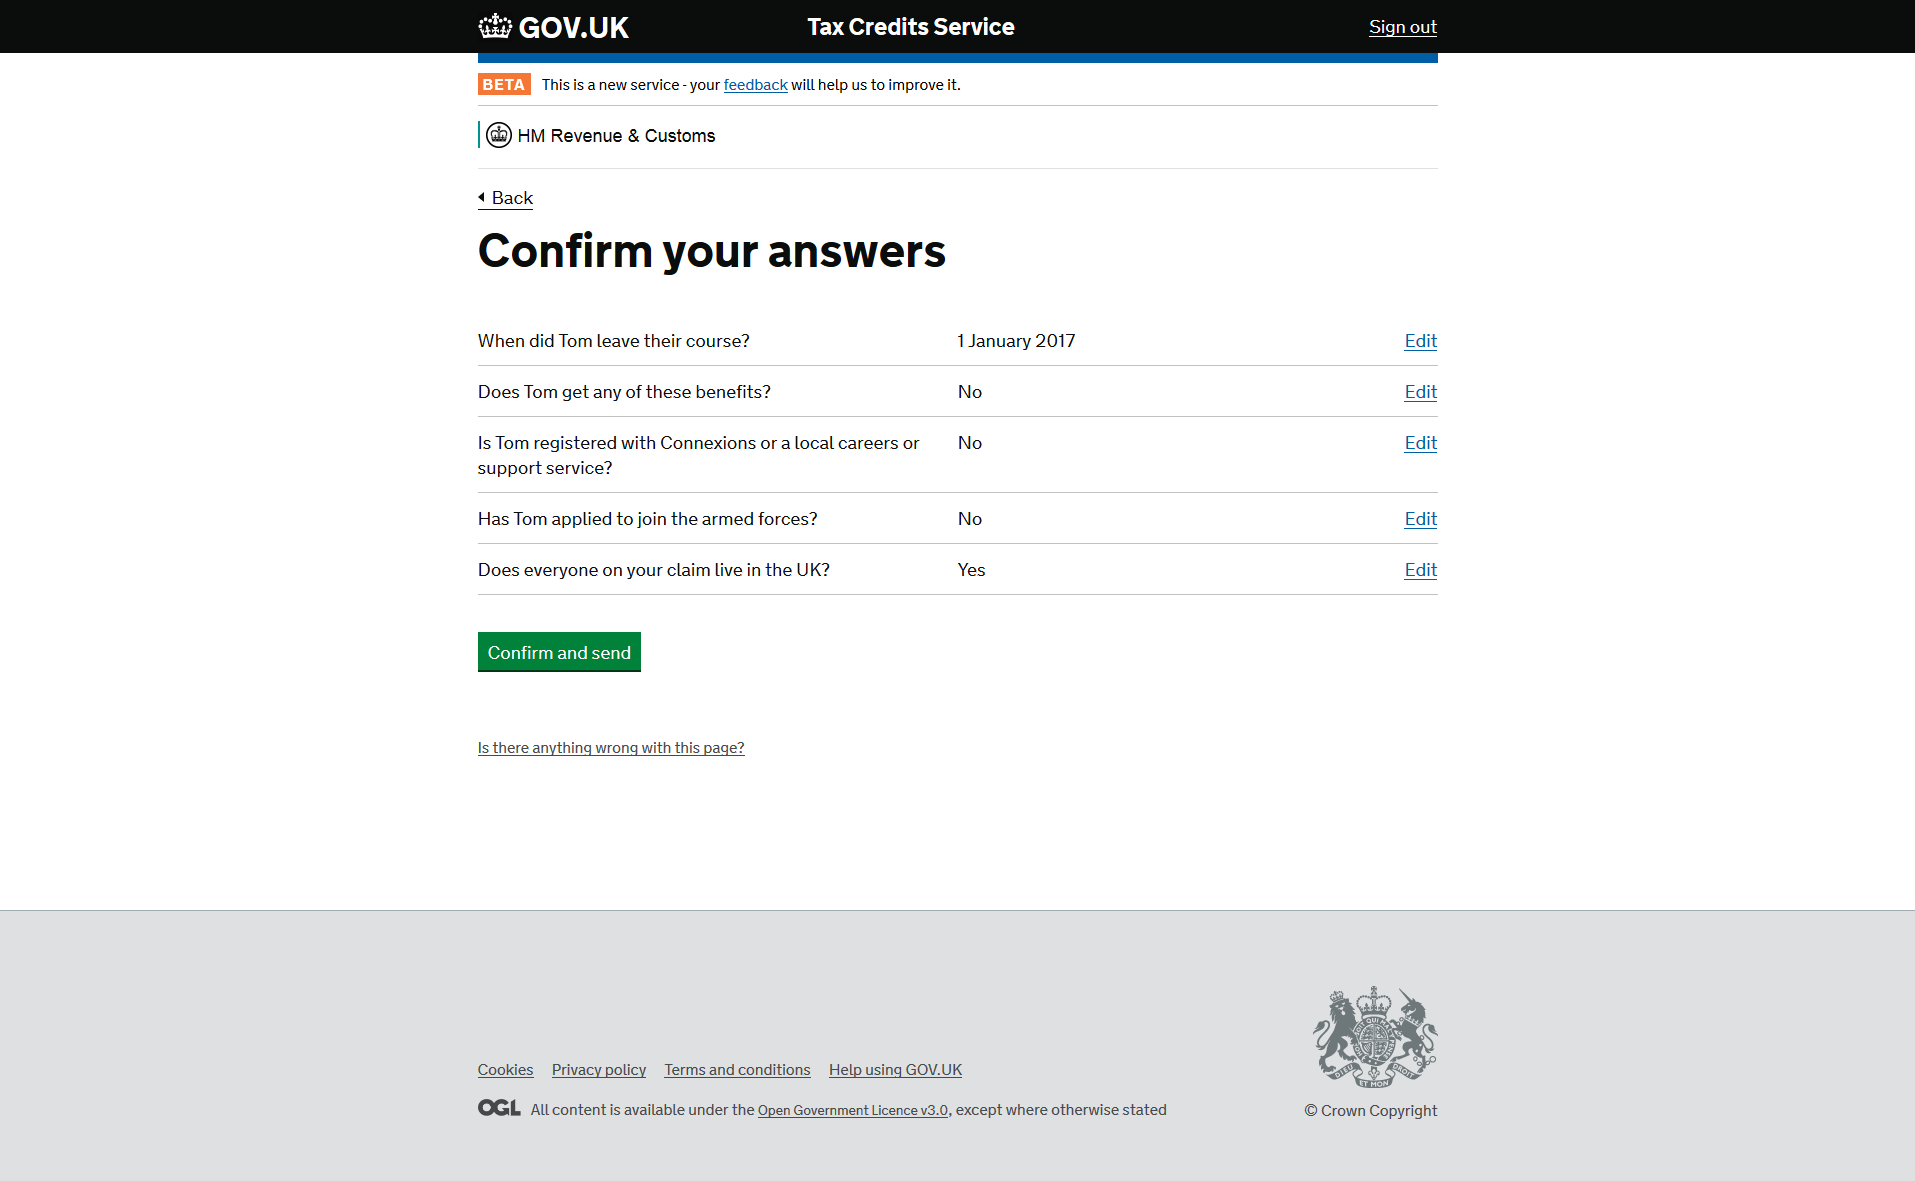 GOV.UK Tax Credits Service Sign out
BETA This is a new service - your feedback will help us to improve it.
HM Revenue & Customs
Back
Confirm your answers
When did Tom leave their course? 1 January 2017 Edit
Does Tom get any of these benefits? No Edit
Is Tom registered with Connexions or a local careers or No Edit
support service?
Has Tom applied to join the armed forces? No Edit
Does everyone on your claim live in the UK? Yes Edit
Confirm and send
Is there anything wrong with this page?
Cookies Privacy policy Terms and conditions Help using GOV.UK
OGL All content is available under the Open Government Licence v3.0, except where otherwise stated
DIEU ET MON DROIT
© Crown Copyright